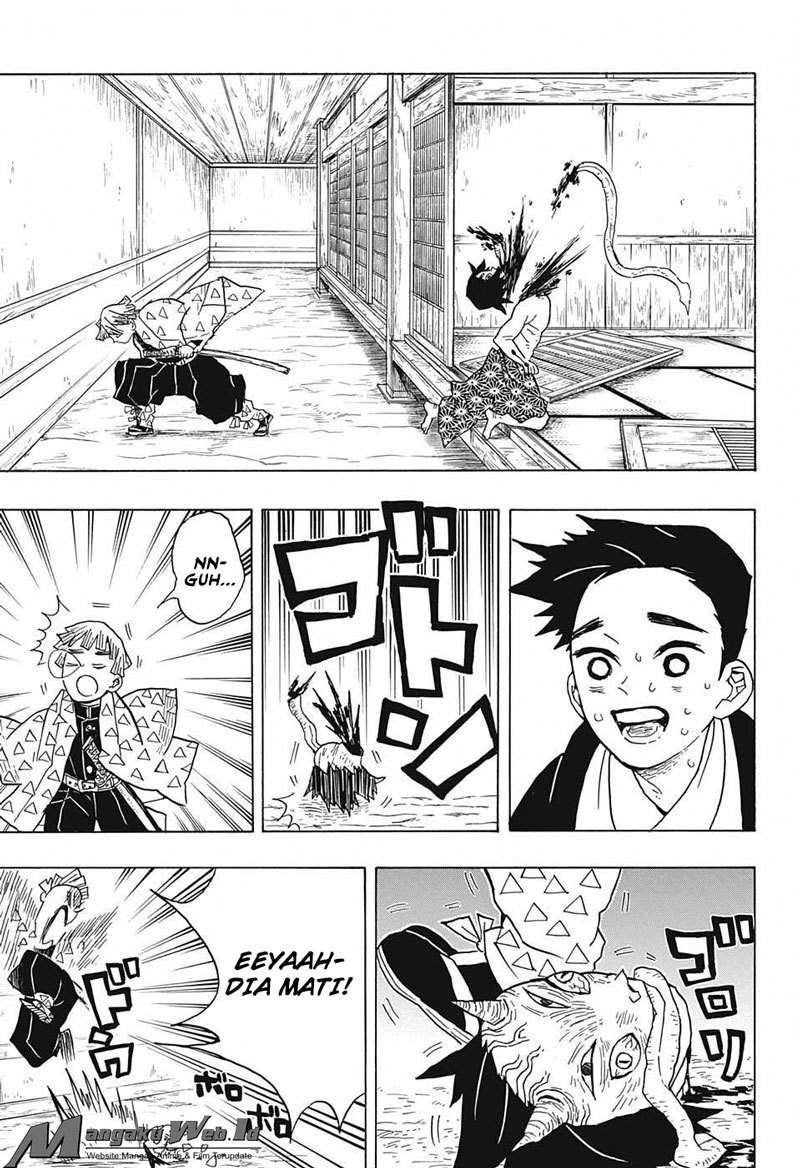 ゴトン
NN-
GUH...
ゴロン
EEYAAH-
DIA MATI!
ボロ
ボロ
MangaKu.Web.Id
Website Manga, Anime & Film Terupdate